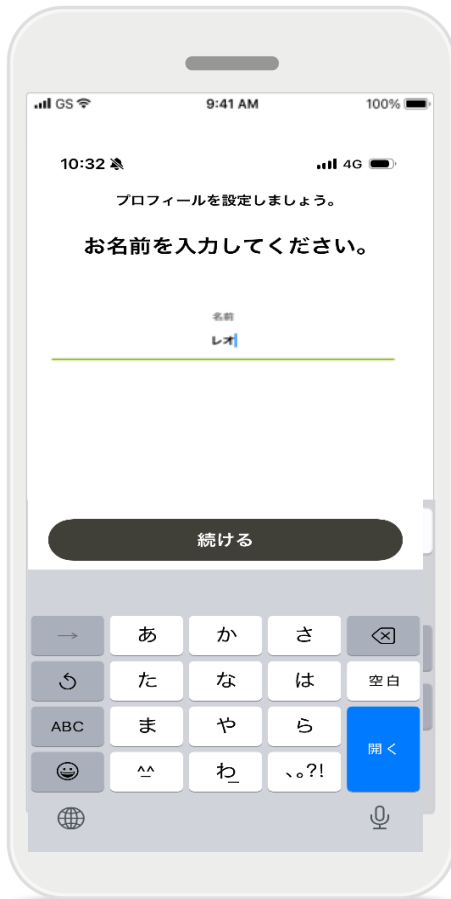 GS 9:41 AM 100%
10:32 4G
プロフィールを設定しましょう。
お名前を入力してください。
名前
レオ
続ける
→ あ か さ
た な は 空白
ABC ま や ら
^^ わ_ 、。?! 開く